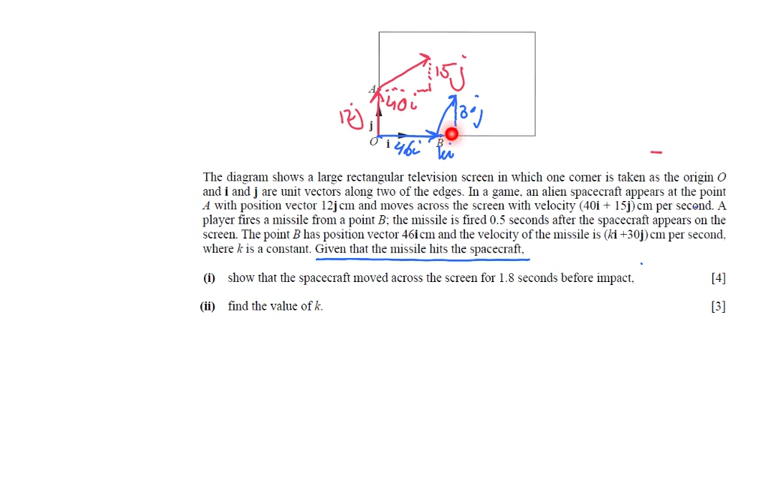 15j
A
40i
12j
30j
j
O
i
46i
B
ki
The diagram shows a large rectangular television screen in which one corner is taken as the origin O
and i and j are unit vectors along two of the edges. In a game, an alien spacecraft appears at the point
A with position vector 12j cm and moves across the screen with velocity (40i + 15j) cm per second. A
player fires a missile from a point B; the missile is fired 0.5 seconds after the spacecraft appears on the
screen. The point B has position vector 46i cm and the velocity of the missile is (ki +30j) cm per second,
where k is a constant. Given that the missile hits the spacecraft,
(i) show that the spacecraft moved across the screen for 1.8 seconds before impact, [4]
(ii) find the value of k. [3]